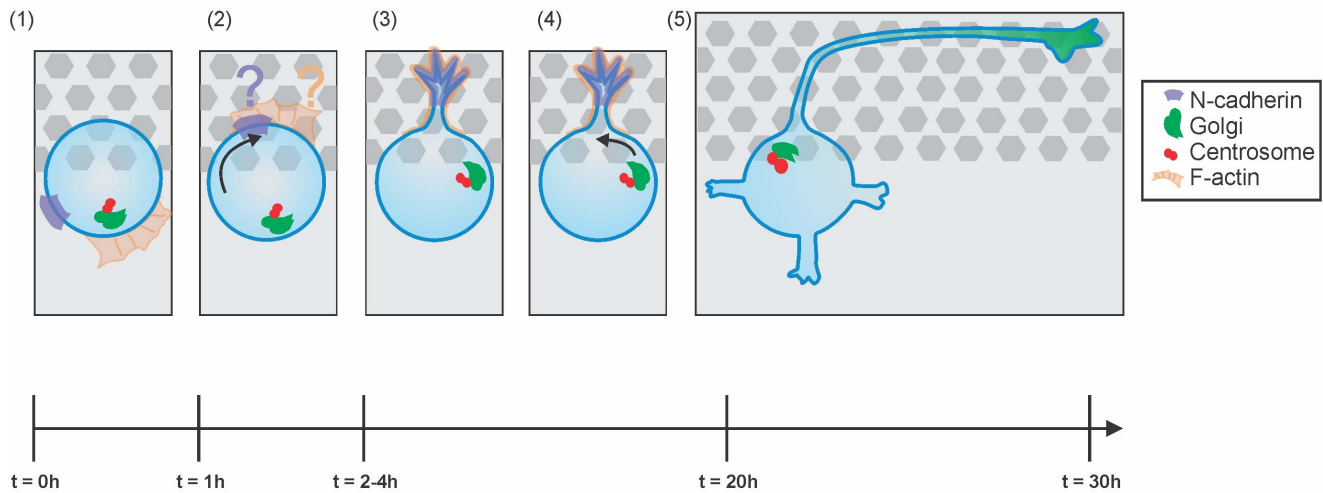 (1)
(2)
(3)
(4)
(5)
?
?
N-cadherin
Golgi
Centrosome
F-actin
t = 0h
t = 1h
t = 2-4h
t = 20h
t = 30h